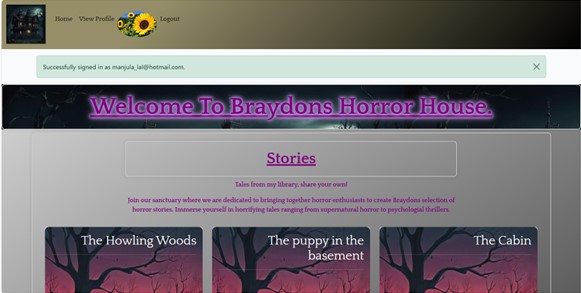 Home View Profile Logout
Successfully signed in as manjula_lal@hotmail.com.
Welcome To Braydons Horror House.
Stories
Tales from my library, share your own!
Join our sanctuary where we are dedicated to bringing together horror enthusiasts to create Braydons selection of
horror stories. Immerse yourself in horrifying tales ranging from supernatural horror to psychologial thrillers.
The Howling Woods
The puppy in the
basement
The Cabin